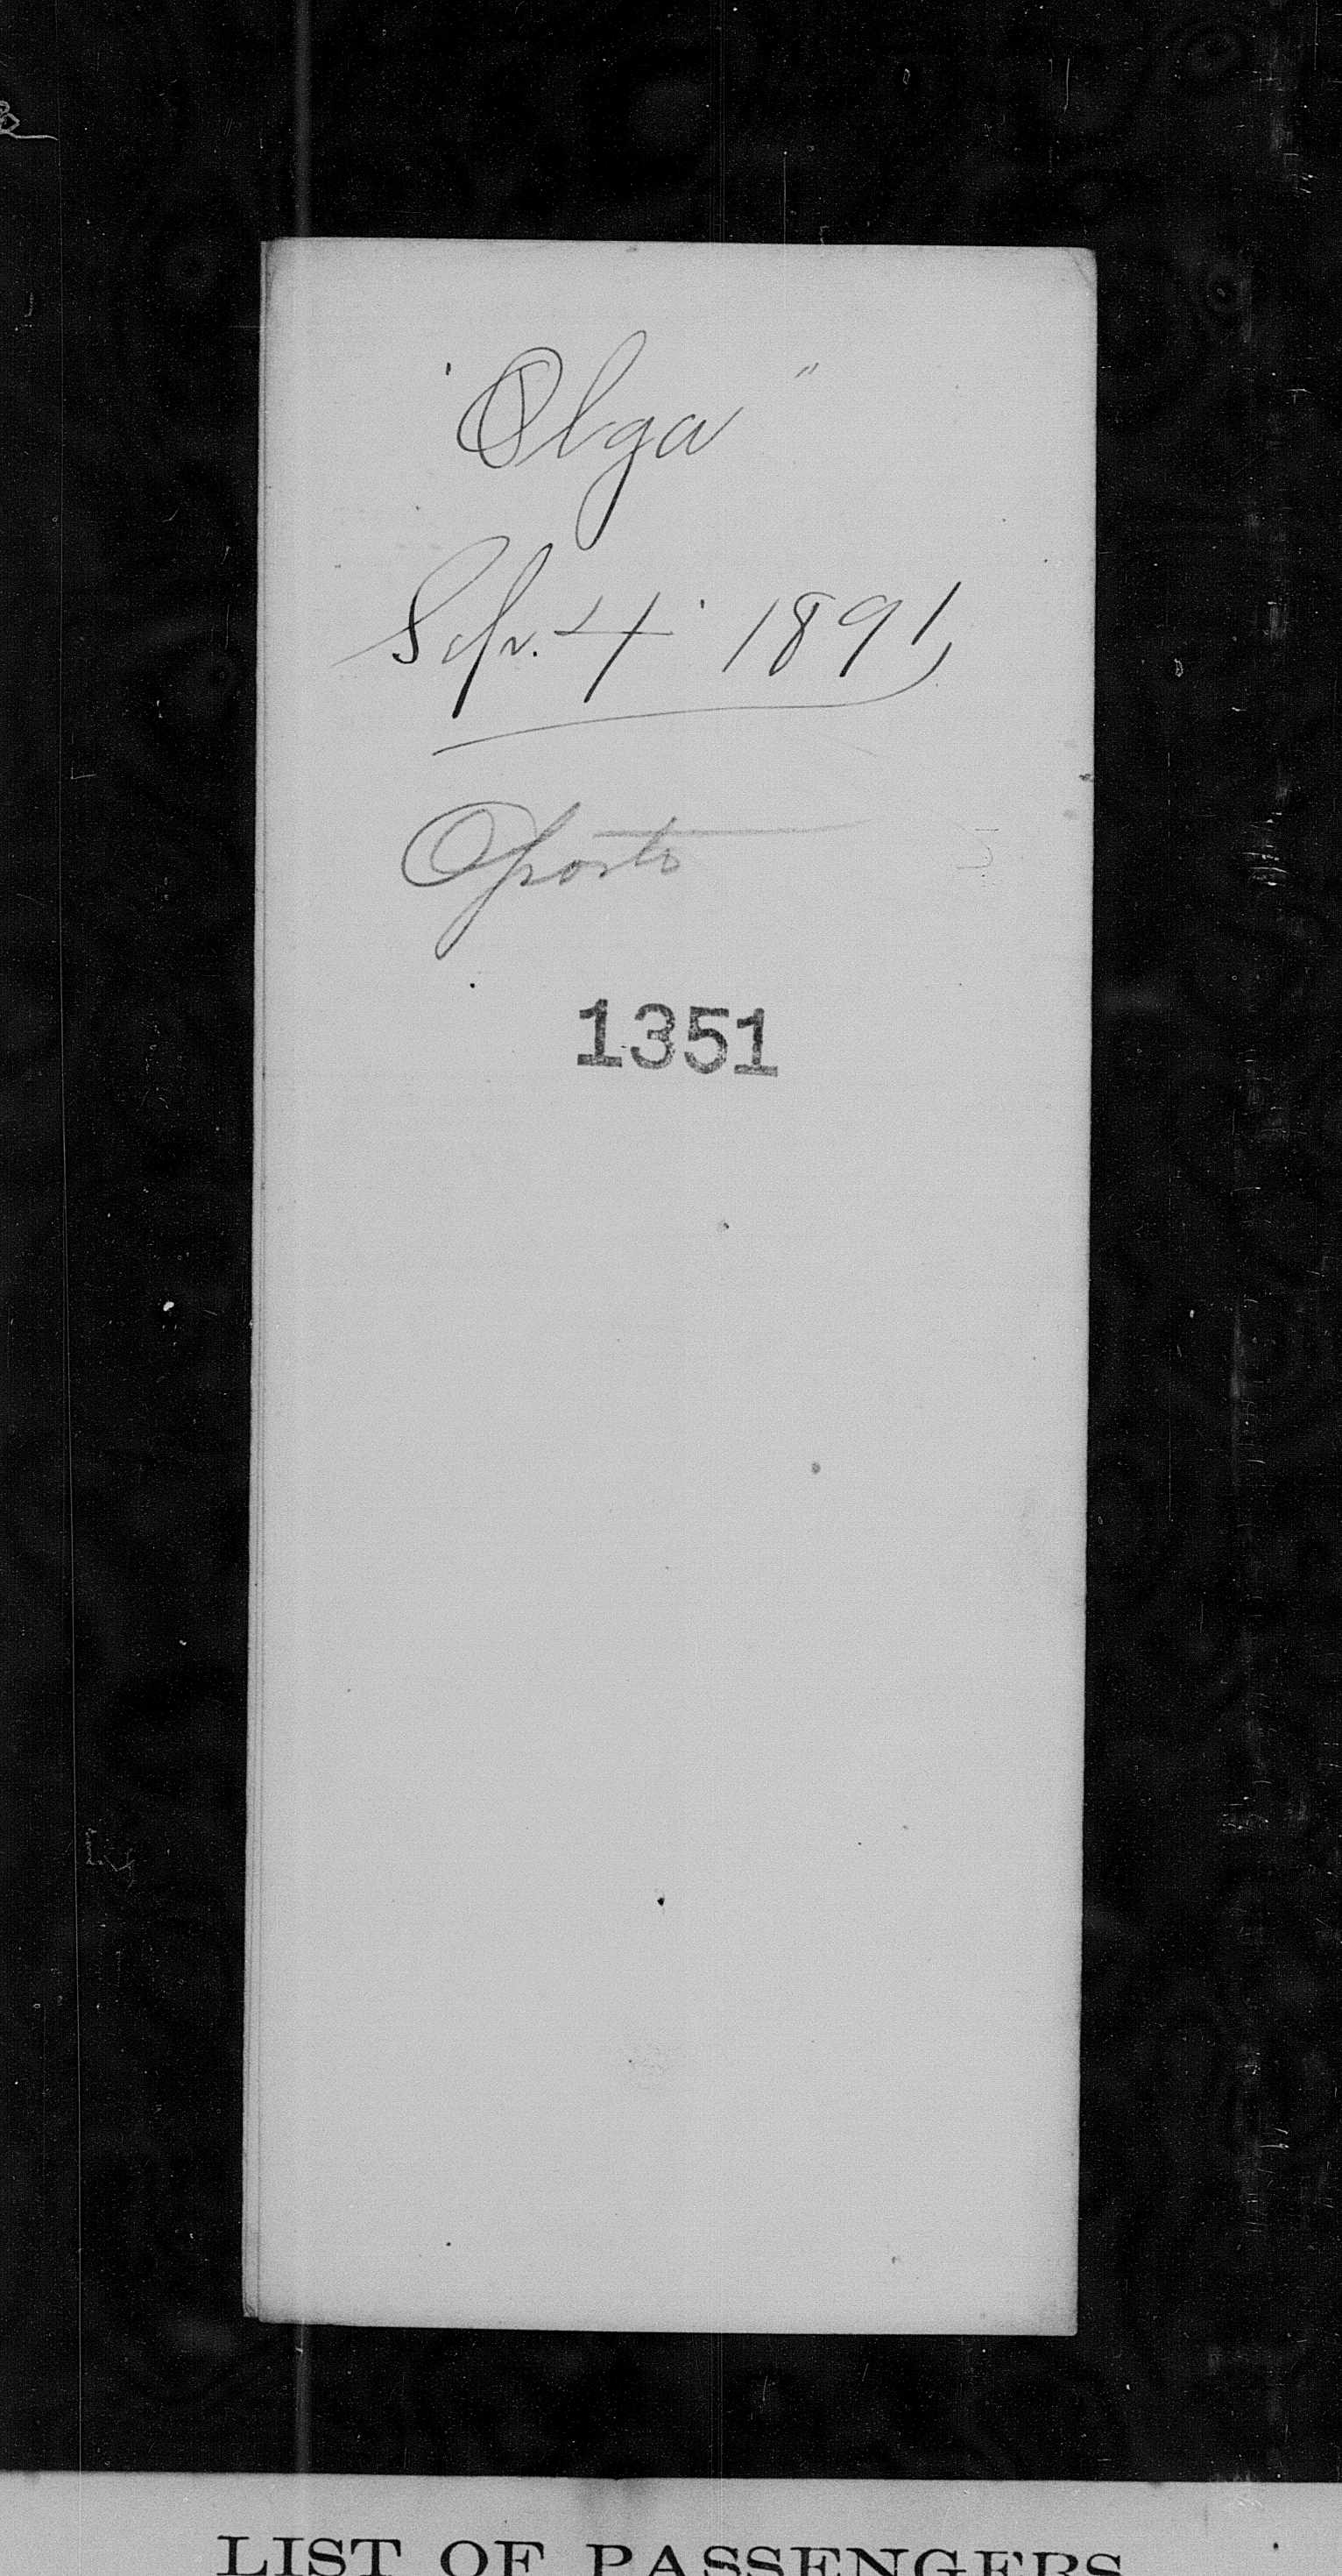 "Olga"
Sep. 4. 1891,
Oporto
1351
LIST OF PASSENGERS